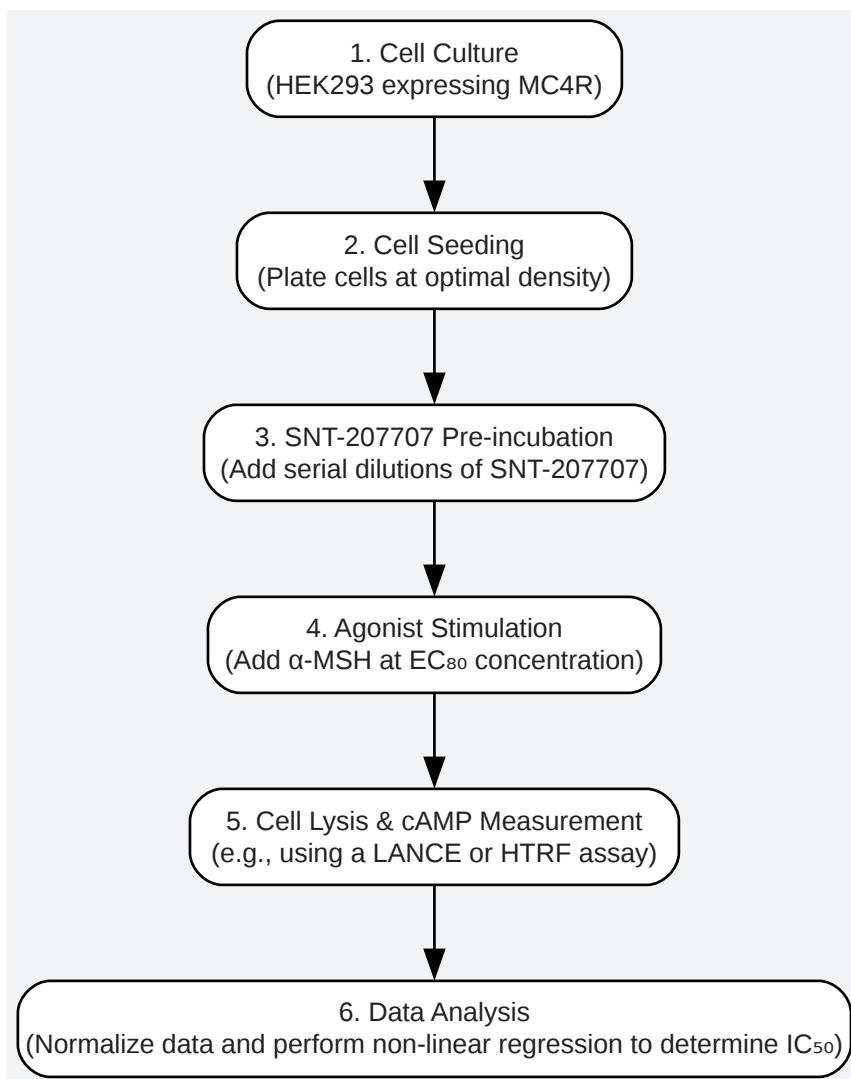 1. Cell Culture
(HEK293 expressing MC4R)
2. Cell Seeding
(Plate cells at optimal density)
3. SNT-207707 Pre-incubation
(Add serial dilutions of SNT-207707)
4. Agonist Stimulation
(Add α-MSH at EC₈₀ concentration)
5. Cell Lysis & cAMP Measurement
(e.g., using a LANCE or HTRF assay)
6. Data Analysis
(Normalize data and perform non-linear regression to determine IC₅₀)